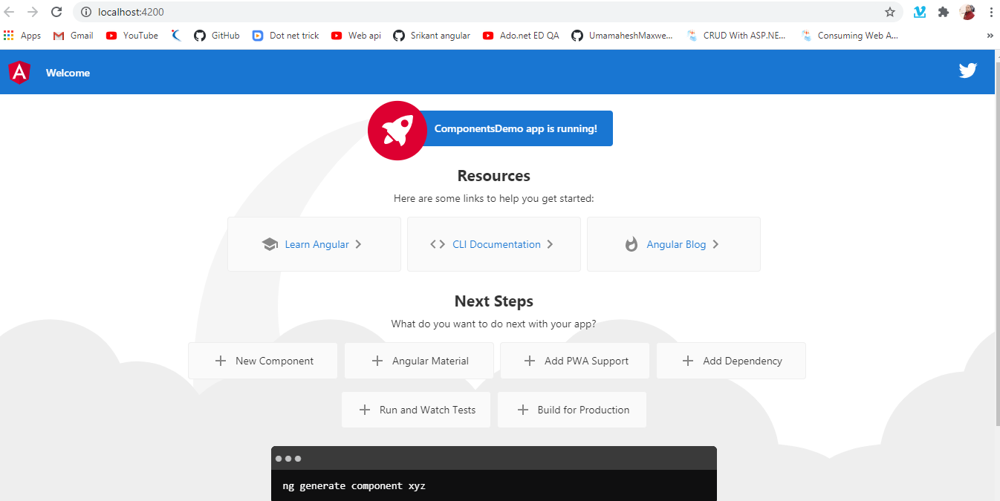 localhost:4200
Apps Gmail YouTube GitHub Dot net trick Web api Srikant angular Ado.net ED QA UmamaheshMaxwe... CRUD With ASP.NE... Consuming Web A... »
A Welcome
ComponentsDemo app is running!
Resources
Here are some links to help you get started:
Learn Angular CLI Documentation Angular Blog
Next Steps
What do you want to do next with your app?
New Component Angular Material Add PWA Support Add Dependency
Run and Watch Tests Build for Production
ng generate component xyz